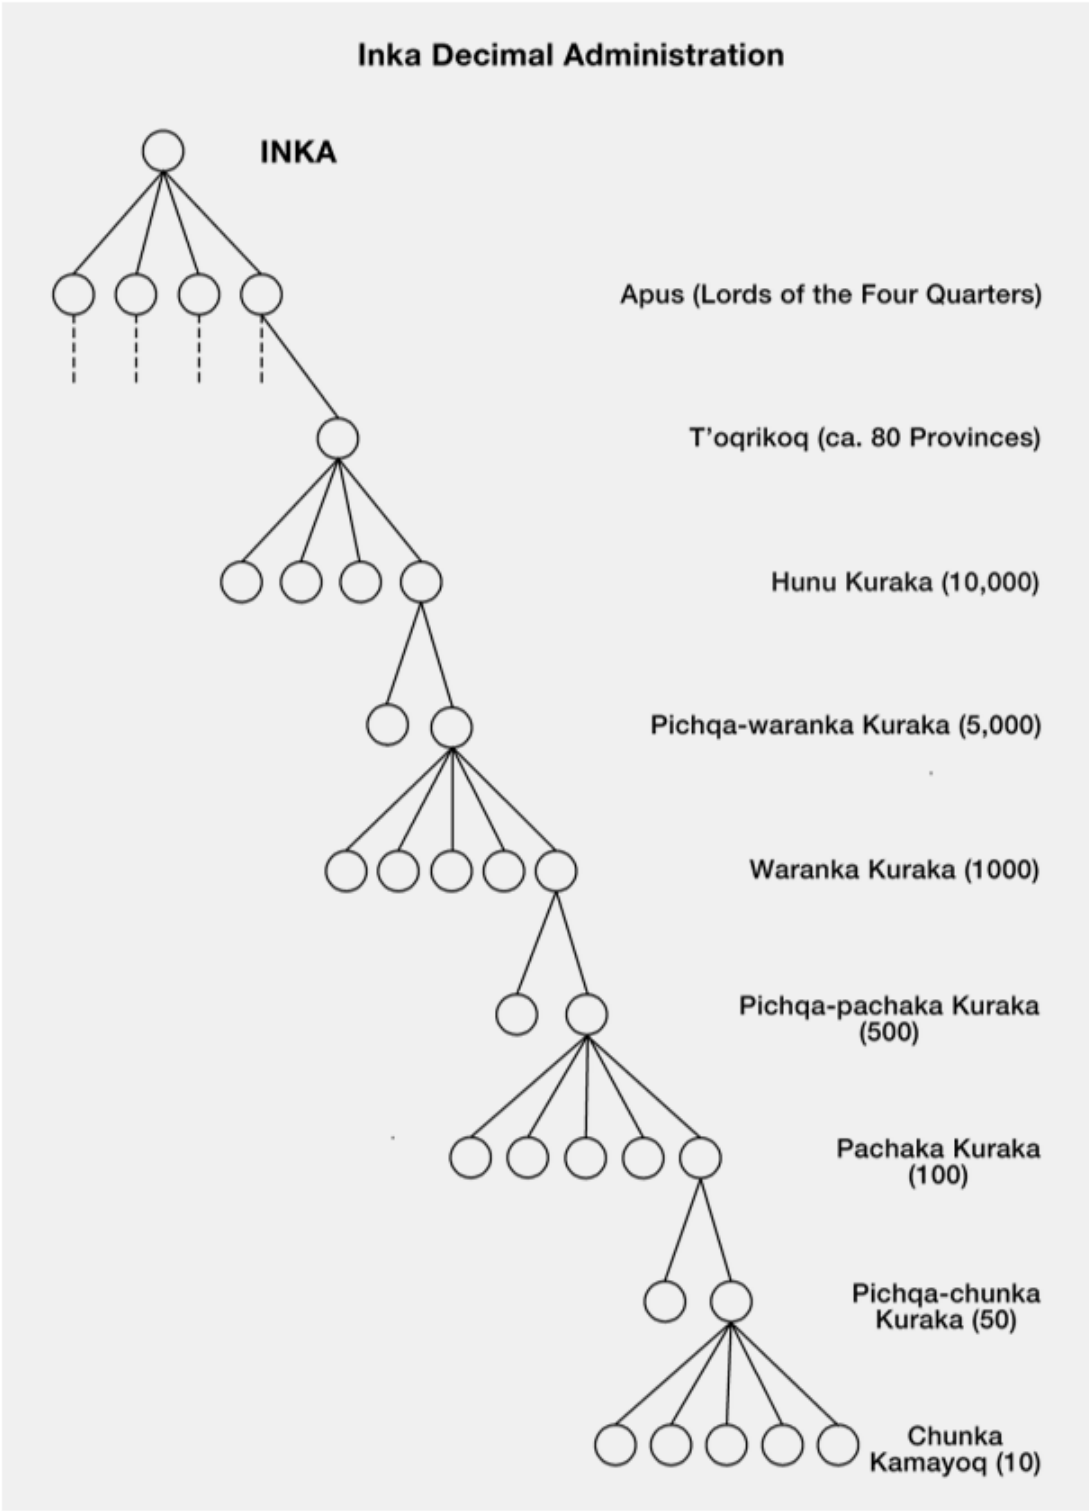 Inka Decimal Administration
INKA
Apus (Lords of the Four Quarters)
T’oqrikoq (ca. 80 Provinces)
Hunu Kuraka (10,000)
Pichqa-waranka Kuraka (5,000)
Waranka Kuraka (1000)
Pichqa-pachaka Kuraka
(500)
Pachaka Kuraka
(100)
Pichqa-chunka
Kuraka (50)
Chunka
Kamayoq (10)